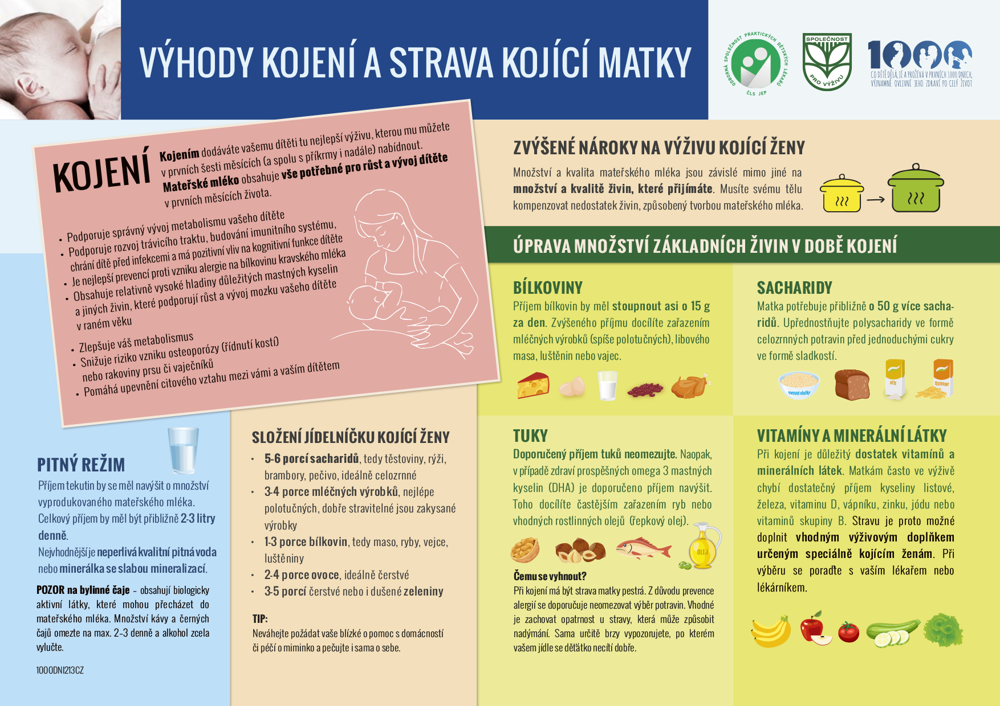 VÝHODY KOJENÍ A STRAVA KOJÍCÍ MATKY
ODBORNÁ SPOLEČNOST PRAKTICKÝCH DĚTSKÝCH LÉKAŘŮ
ČLS JEP
SPOLEČNOST
PRO VÝŽIVU
1000
CO DÍTĚ DĚLÁ, JÍ A PROŽÍVÁ V PRVNÍCH 1000 DNECH,
VÝZNAMNĚ OVLIVNÍ JEHO ZDRAVÍ PO CELÝ ŽIVOT
KOJENÍ
Kojením dodáváte vašemu dítěti tu nejlepší výživu, kterou mu můžete
v prvních šesti měsících (a spolu s příkrmy i nadále) nabídnout.
Mateřské mléko obsahuje vše potřebné pro růst a vývoj dítěte
v prvních měsících života.
• Podporuje správný vývoj metabolismu vašeho dítěte
• Podporuje rozvoj trávicího traktu, budování imunitního systému,
chrání dítě před infekcemi a má pozitivní vliv na kognitivní funkce dítěte
• Je nejlepší prevencí proti vzniku alergie na bílkovinu kravského mléka
• Obsahuje relativně vysoké hladiny důležitých mastných kyselin
a jiných živin, které podporují růst a vývoj mozku vašeho dítěte
v raném věku
• Zlepšuje váš metabolismus
• Snižuje riziko vzniku osteoporózy (řídnutí kostí)
nebo rakoviny prsu či vaječníků
• Pomáhá upevnění citového vztahu mezi vámi a vaším dítětem
ZVÝŠENÉ NÁROKY NA VÝŽIVU KOJÍCÍ ŽENY
Množství a kvalita mateřského mléka jsou závislé mimo jiné na
množství a kvalitě živin, které přijímáte. Musíte svému tělu
kompenzovat nedostatek živin, způsobený tvorbou mateřského mléka.
ÚPRAVA MNOŽSTVÍ ZÁKLADNÍCH ŽIVIN V DOBĚ KOJENÍ
BÍLKOVINY
Příjem bílkovin by měl stoupnout asi o 15 g
za den. Zvýšeného příjmu docílíte zařazením
mléčných výrobků (spíše polotučných), libového
masa, luštěnin nebo vajec.
SACHARIDY
Matka potřebuje přibližně o 50 g více sacha-
ridů. Upřednostňujte polysacharidy ve formě
celozrnných potravin před jednoduchými cukry
ve formě sladkostí.
ovesné vločky
RÝŽE
TĚSTOVINY
PITNÝ REŽIM
Příjem tekutin by se měl navýšit o množství
vyprodukovaného mateřského mléka.
Celkový příjem by měl být přibližně 2-3 litry
denně.
Nejvhodnější je neperlivá kvalitní pitná voda
nebo minerálka se slabou mineralizací.
POZOR na bylinné čaje – obsahují biologicky
aktivní látky, které mohou přecházet do
mateřského mléka. Množství kávy a černých
čajů omezte na max. 2–3 denně a alkohol zcela
vylučte.
1000DNI213CZ
SLOŽENÍ JÍDELNÍČKU KOJÍCÍ ŽENY
• 5-6 porcí sacharidů, tedy těstoviny, rýži,
brambory, pečivo, ideálně celozrnné
• 3-4 porce mléčných výrobků, nejlépe
polotučných, dobře stravitelné jsou zakysané
výrobky
• 1-3 porce bílkovin, tedy maso, ryby, vejce,
luštěniny
• 2-4 porce ovoce, ideálně čerstvé
• 3-5 porcí čerstvé nebo i dušené zeleniny
TIP:
Neváhejte požádat vaše blízké o pomoc s domácností
či péčí o miminko a pečujte i sama o sebe.
TUKY
Doporučený příjem tuků neomezujte. Naopak,
v případě zdraví prospěšných omega 3 mastných
kyselin (DHA) je doporučeno příjem navýšit.
Toho docílíte častějším zařazením ryb nebo
vhodných rostlinných olejů (řepkový olej).
OLEJ
Čemu se vyhnout?
Při kojení má být strava matky pestrá. Z důvodu prevence
alergií se doporučuje neomezovat výběr potravin. Vhodné
je zachovat opatrnost u stravy, která může způsobit
nadýmání. Sama určitě brzy vypozorujete, po kterém
vašem jídle se děťátko necítí dobře.
VITAMÍNY A MINERÁLNÍ LÁTKY
Při kojení je důležitý dostatek vitamínů a
minerálních látek. Matkám často ve výživě
chybí dostatečný příjem kyseliny listové,
železa, vitaminu D, vápníku, zinku, jódu nebo
vitaminů skupiny B. Stravu je proto možné
doplnit vhodným výživovým doplňkem
určeným speciálně kojícím ženám. Při
výběru se poraďte s vaším lékařem nebo
lékárníkem.